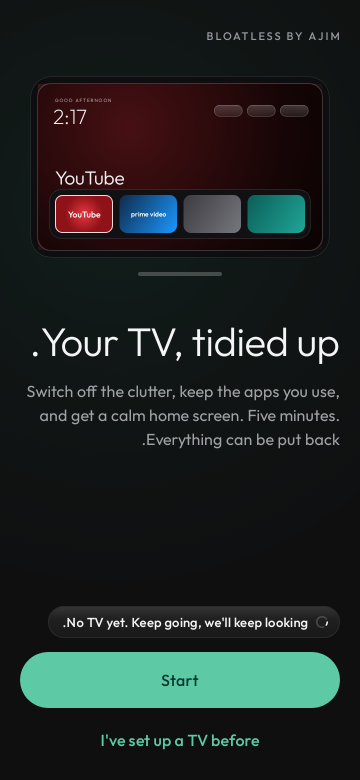 BLOATLESS BY AJIM
GOOD AFTERNOON
2:17
YouTube
YouTube
prime video
.Your TV, tidied up
Switch off the clutter, keep the apps you use,
and get a calm home screen. Five minutes.
.Everything can be put back
.No TV yet. Keep going, we'll keep looking
Start
I've set up a TV before